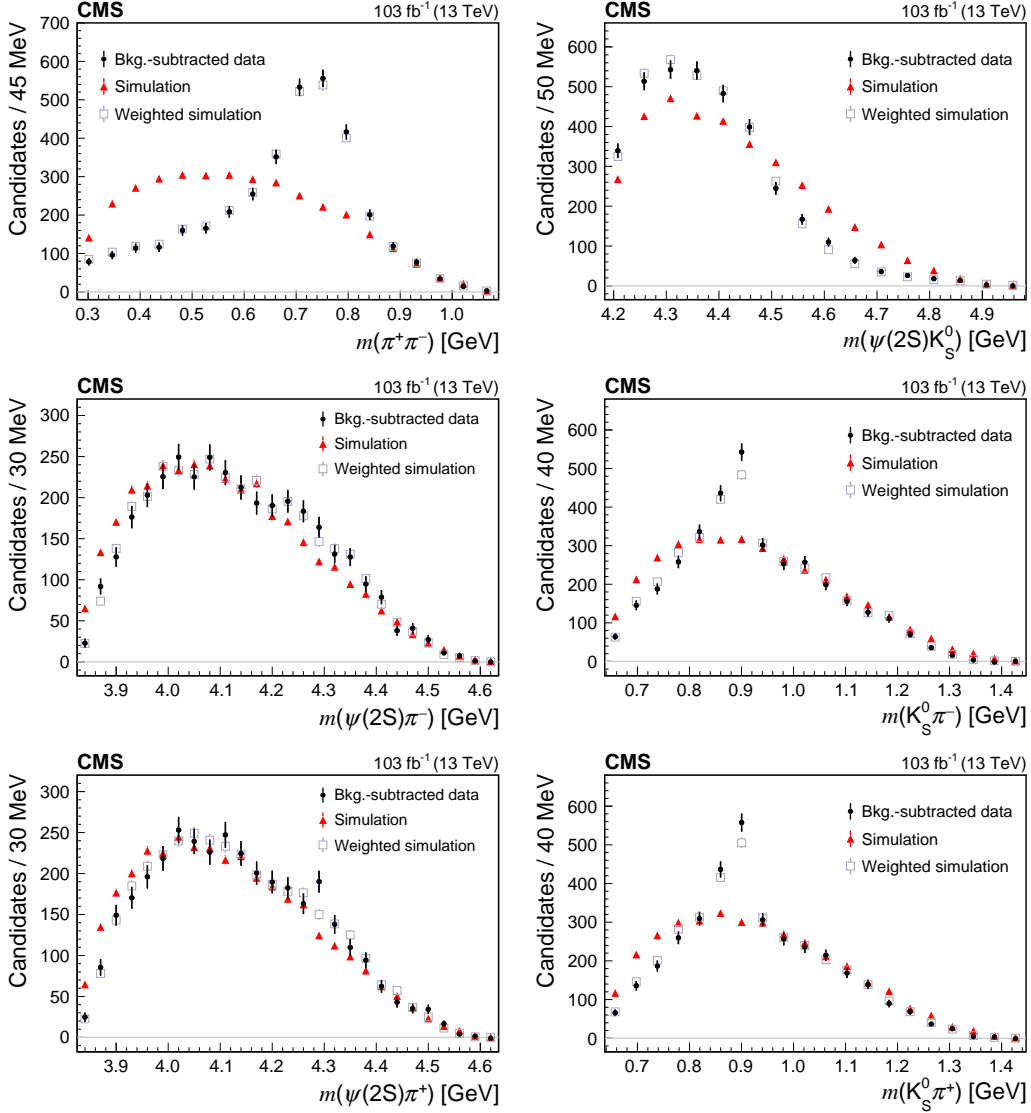 CMS 103 fb⁻¹ (13 TeV)
Candidates / 45 MeV
700
600
500
400
300
200
100
0
Bkg.-subtracted data
Simulation
Weighted simulation
0.3 0.4 0.5 0.6 0.7 0.8 0.9 1.0
m(π⁺π⁻) [GeV]
CMS 103 fb⁻¹ (13 TeV)
Candidates / 50 MeV
600
500
400
300
200
100
0
Bkg.-subtracted data
Simulation
Weighted simulation
4.2 4.3 4.4 4.5 4.6 4.7 4.8 4.9
m(ψ(2S)K⁰_S) [GeV]
CMS 103 fb⁻¹ (13 TeV)
Candidates / 30 MeV
300
250
200
150
100
50
0
Bkg.-subtracted data
Simulation
Weighted simulation
3.9 4.0 4.1 4.2 4.3 4.4 4.5 4.6
m(ψ(2S)π⁻) [GeV]
CMS 103 fb⁻¹ (13 TeV)
Candidates / 40 MeV
600
500
400
300
200
100
0
Bkg.-subtracted data
Simulation
Weighted simulation
0.7 0.8 0.9 1.0 1.1 1.2 1.3 1.4
m(K⁰_S π⁻) [GeV]
CMS 103 fb⁻¹ (13 TeV)
Candidates / 30 MeV
300
250
200
150
100
50
0
Bkg.-subtracted data
Simulation
Weighted simulation
3.9 4.0 4.1 4.2 4.3 4.4 4.5 4.6
m(ψ(2S)π⁺) [GeV]
CMS 103 fb⁻¹ (13 TeV)
Candidates / 40 MeV
600
500
400
300
200
100
0
Bkg.-subtracted data
Simulation
Weighted simulation
0.7 0.8 0.9 1.0 1.1 1.2 1.3 1.4
m(K⁰_S π⁺) [GeV]